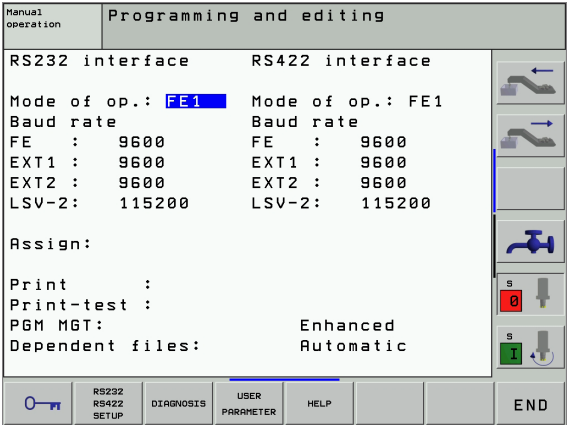 Manual operation
Programming and editing
RS232 interface RS422 interface
Mode of op.: FE1 Mode of op.: FE1
Baud rate Baud rate
FE : 9600 FE : 9600
EXT1 : 9600 EXT1 : 9600
EXT2 : 9600 EXT2 : 9600
LSV-2: 115200 LSV-2: 115200
Assign:
Print :
Print-test :
PGM MGT: Enhanced
Dependent files: Automatic
S
0
S
I
RS232
RS422
SETUP
DIAGNOSIS
USER
PARAMETER
HELP
END